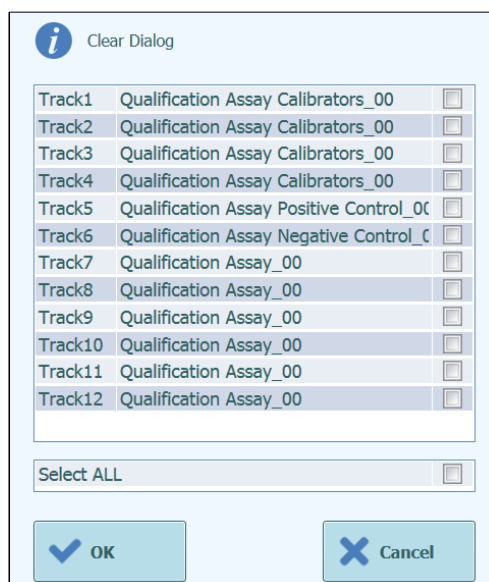 i Clear Dialog
Track1 Qualification Assay Calibrators_00
Track2 Qualification Assay Calibrators_00
Track3 Qualification Assay Calibrators_00
Track4 Qualification Assay Calibrators_00
Track5 Qualification Assay Positive Control_00
Track6 Qualification Assay Negative Control_0
Track7 Qualification Assay_00
Track8 Qualification Assay_00
Track9 Qualification Assay_00
Track10 Qualification Assay_00
Track11 Qualification Assay_00
Track12 Qualification Assay_00
Select ALL
OK Cancel